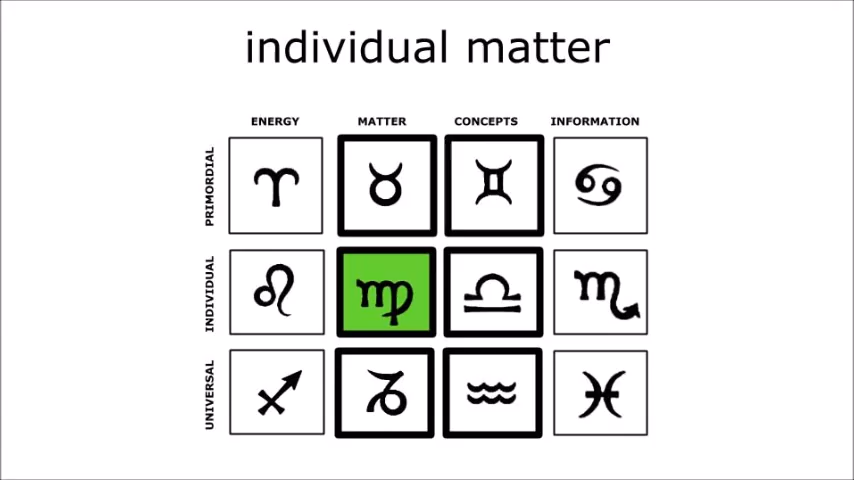 individual matter
ENERGY MATTER CONCEPTS INFORMATION
PRIMORDIAL
♈ ♉ ♊ ♋
INDIVIDUAL
♌ ♍ ♎ ♏
UNIVERSAL
♐ ♑ ♒ ♓